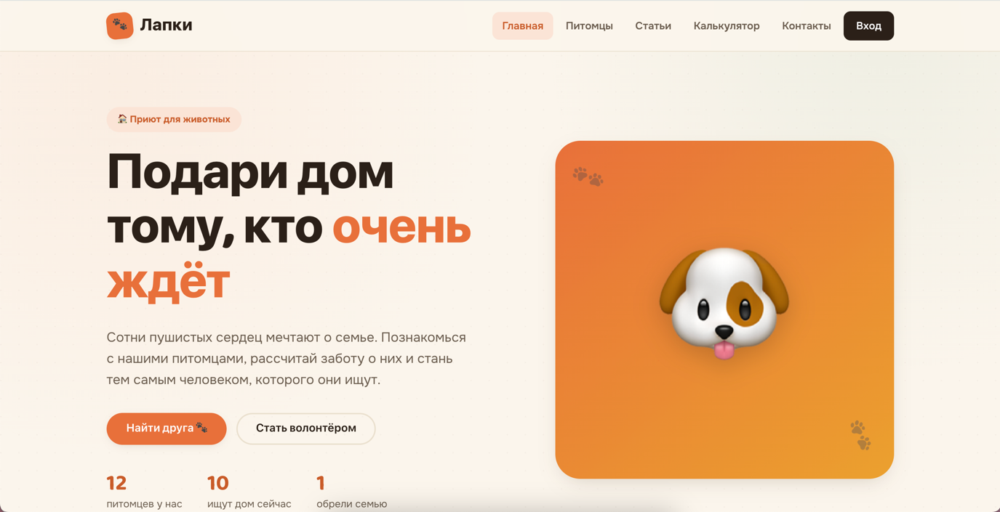 Лапки
Главная
Питомцы
Статьи
Калькулятор
Контакты
Вход
Приют для животных
Подари дом
тому, кто очень
ждёт
Сотни пушистых сердец мечтают о семье. Познакомься
с нашими питомцами, рассчитай заботу о них и стань
тем самым человеком, которого они ищут.
Найти друга
Стать волонтёром
12
питомцев у нас
10
ищут дом сейчас
1
обрели семью